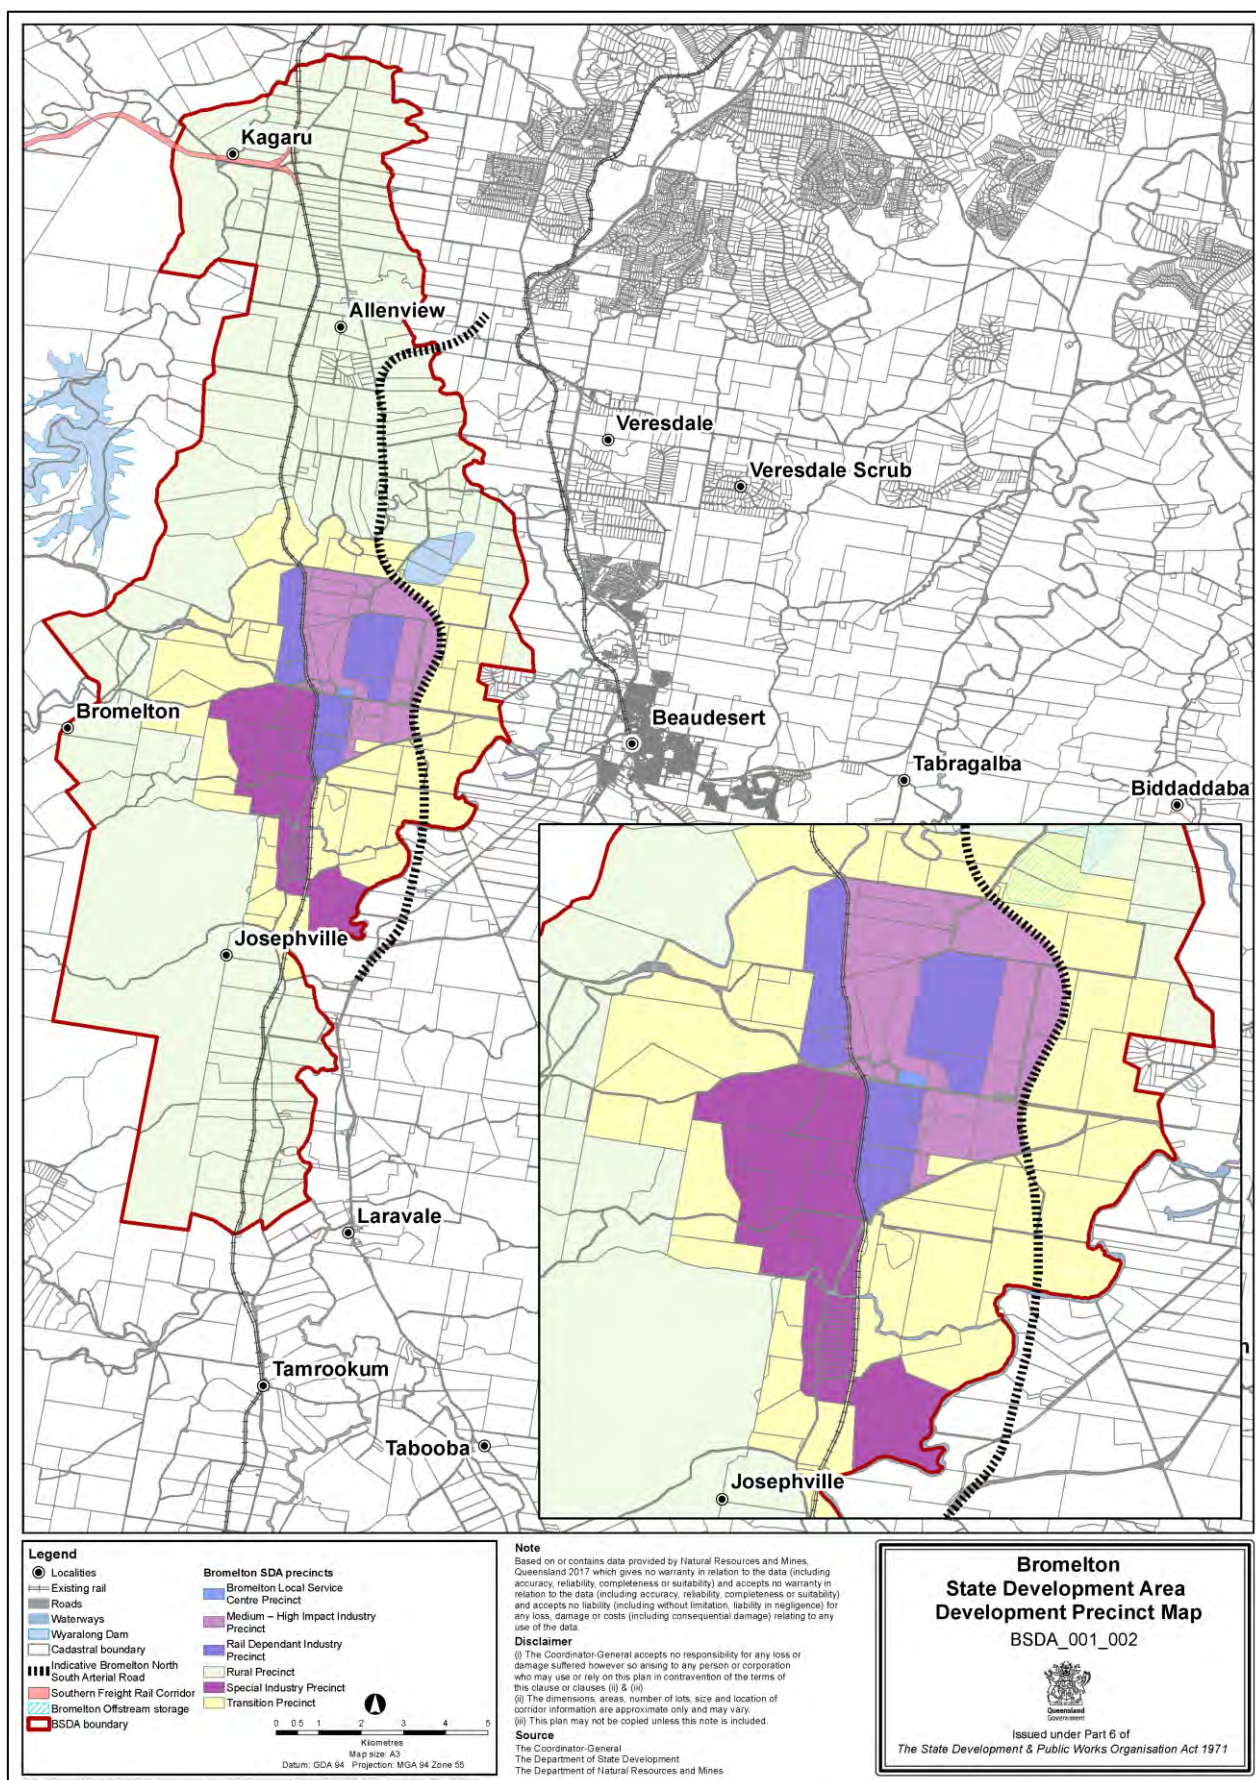 Kagaru
Allenview
Veresdale
Veresdale Scrub
Bromelton
Beaudesert
Tabragalba
Biddaddaba
Josephville
Laravale
Tamrookum
Tabooba
Josephville
n
Legend
Localities
Existing rail
Roads
Waterways
Wyaralong Dam
Cadastral boundary
Indicative Bromelton North
South Arterial Road
Southern Freight Rail Corridor
Bromelton Offstream storage
BSDA boundary
Bromelton SDA precincts
Bromelton Local Service
Centre Precinct
Medium – High Impact Industry
Precinct
Rail Dependant Industry
Precinct
Rural Precinct
Special Industry Precinct
Transition Precinct
0 0.5 1 2 3 4 5
Kilometres
Map size: A3
Datum: GDA 94 Projection: MGA 94 Zone 55
Note
Based on or contains data provided by Natural Resources and Mines,
Queensland 2017 which gives no warranty in relation to the data (including
accuracy, reliability, completeness or suitability) and accepts no warranty in
relation to the data (including accuracy, reliability, completeness or suitability)
and accepts no liability (including without limitation, liability in negligence) for
any loss, damage or costs (including consequential damage) relating to any
use of the data.
Disclaimer
(i) The Coordinator-General accepts no responsibility for any loss or
damage suffered however so arising to any person or corporation
who may use or rely on this plan in contravention of the terms of
this clause or clauses (ii) & (iii)
(ii) The dimensions, areas, number of lots, size and location of
corridor information are approximate only and may vary.
(iii) This plan may not be copied unless this note is included.
Source
The Coordinator-General
The Department of State Development
The Department of Natural Resources and Mines
Bromelton
State Development Area
Development Precinct Map
BSDA_001_002
Queensland
Government
Issued under Part 6 of
The State Development & Public Works Organisation Act 1971